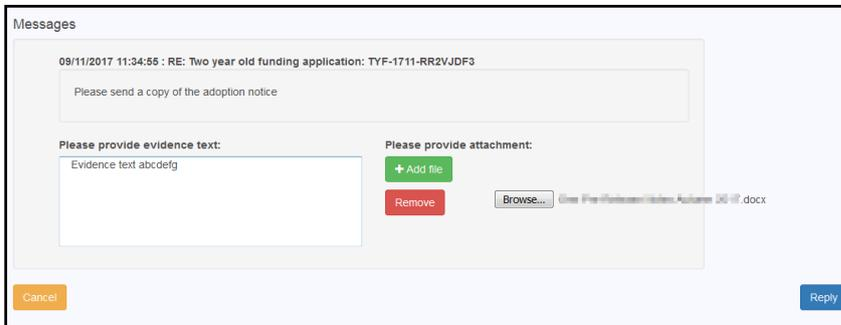 Messages
09/11/2017 11:34:55 : RE: Two year old funding application: TYF-1711-RR2VJDF3
Please send a copy of the adoption notice
Please provide evidence text:
Evidence text abcdefg
Please provide attachment:
+ Add file
Remove
Browse... .docx
Cancel
Reply